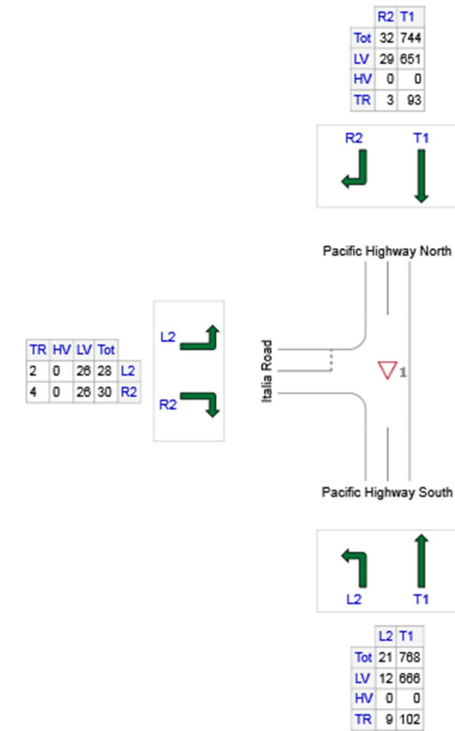 R2 T1
Tot 32 744
LV 29 651
HV 0 0
TR 3 93
R2 T1
Pacific Highway North
TR HV LV Tot
2 0 26 28 L2
4 0 26 30 R2
L2
R2
Italia Road
1
Pacific Highway South
L2 T1
L2 T1
Tot 21 768
LV 12 666
HV 0 0
TR 9 102